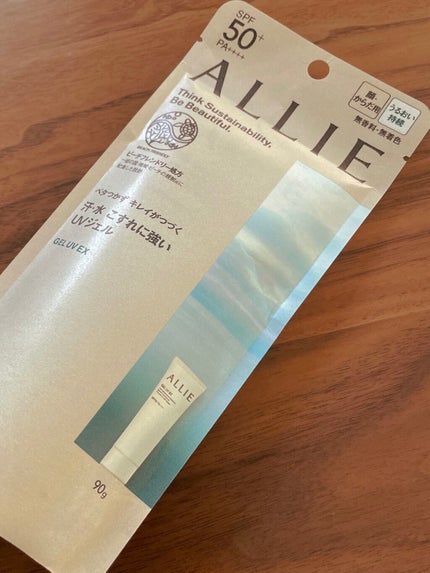 SPF
50+
PA++++
ALLIE
顔・
からだ用
うるおい
持続
無香料・無着色
Think Sustainability.
Be Beautiful.
BEACH FRIENDLY
ビーチフレンドリー処方
ベタつかず キレイがつづく
汗水 こすれに強い
UVジェル
GEL UV EX
ALLIE
90g